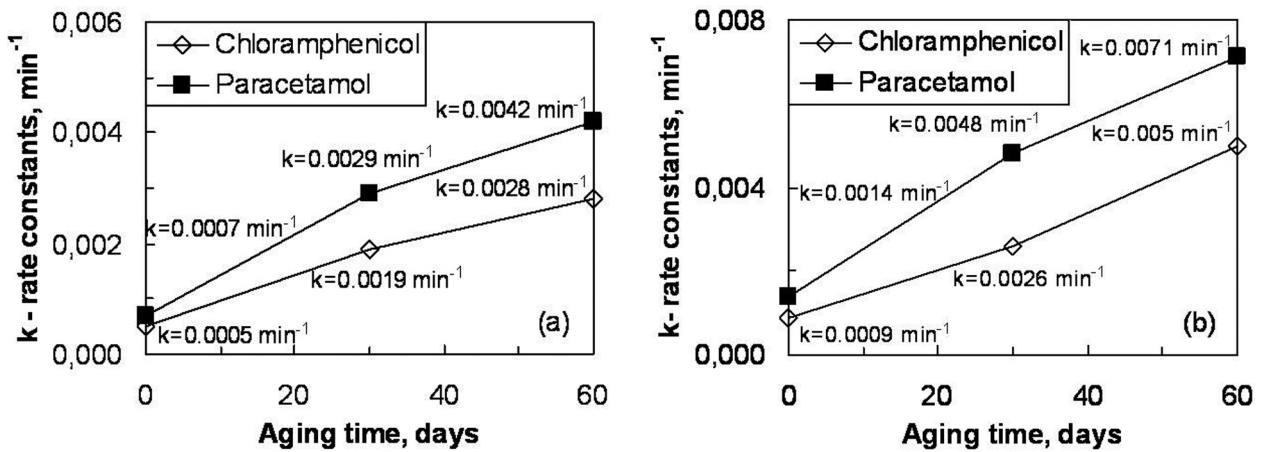 0,006
0,004
0,002
0,000
k - rate constants, min⁻¹
Chloramphenicol
Paracetamol
k=0.0042 min⁻¹
k=0.0029 min⁻¹
k=0.0028 min⁻¹
k=0.0007 min⁻¹
k=0.0019 min⁻¹
k=0.0005 min⁻¹
(a)
0 20 40 60
Aging time, days
0,008
0,004
0,000
k- rate constants, min⁻¹
Chloramphenicol
Paracetamol
k=0.0071 min⁻¹
k=0.0048 min⁻¹
k=0.005 min⁻¹
k=0.0014 min⁻¹
k=0.0026 min⁻¹
k=0.0009 min⁻¹
(b)
0 20 40 60
Aging time, days